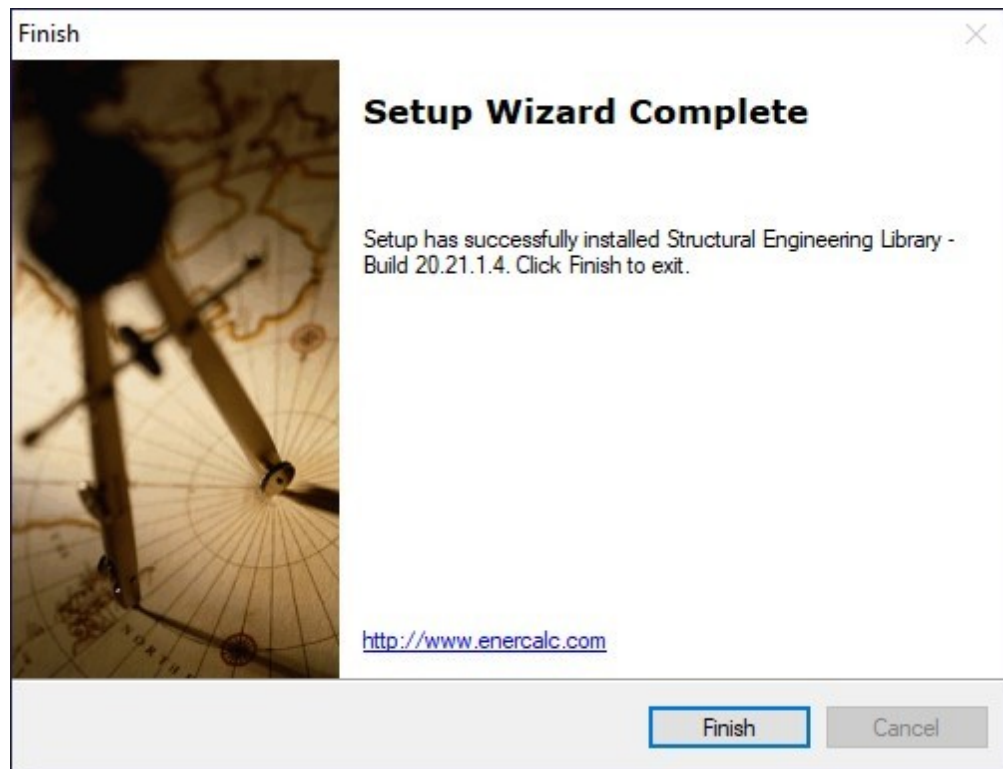 Finish
Setup Wizard Complete
Setup has successfully installed Structural Engineering Library -
Build 20.21.1.4. Click Finish to exit.
http://www.enercalc.com
NORTH
Finish
Cancel